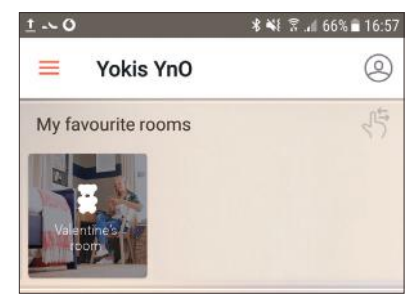 66% 16:57
Yokis YnO
My favourite rooms
Valentine's
room